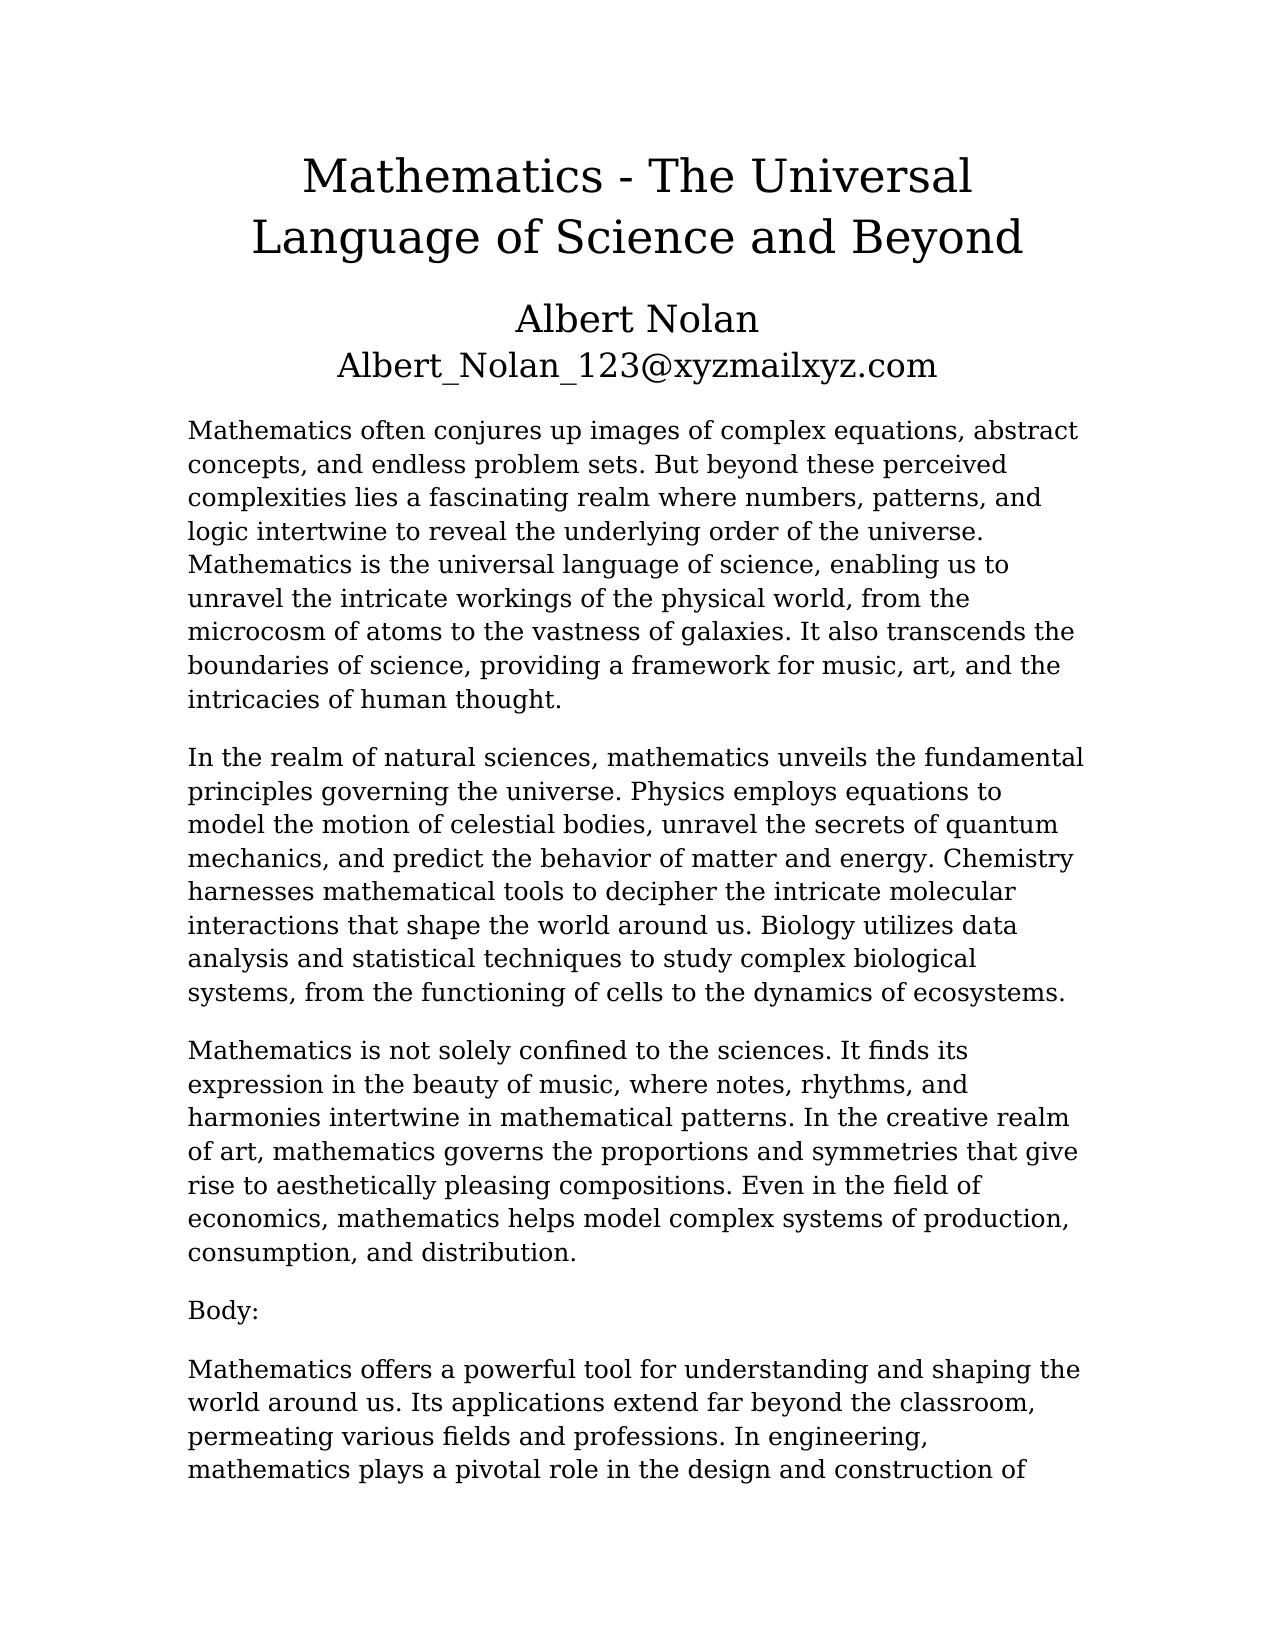 Mathematics - The Universal
Language of Science and Beyond
Albert Nolan
Albert_Nolan_123@xyzmailxyz.com
Mathematics often conjures up images of complex equations, abstract
concepts, and endless problem sets. But beyond these perceived
complexities lies a fascinating realm where numbers, patterns, and
logic intertwine to reveal the underlying order of the universe.
Mathematics is the universal language of science, enabling us to
unravel the intricate workings of the physical world, from the
microcosm of atoms to the vastness of galaxies. It also transcends the
boundaries of science, providing a framework for music, art, and the
intricacies of human thought.
In the realm of natural sciences, mathematics unveils the fundamental
principles governing the universe. Physics employs equations to
model the motion of celestial bodies, unravel the secrets of quantum
mechanics, and predict the behavior of matter and energy. Chemistry
harnesses mathematical tools to decipher the intricate molecular
interactions that shape the world around us. Biology utilizes data
analysis and statistical techniques to study complex biological
systems, from the functioning of cells to the dynamics of ecosystems.
Mathematics is not solely confined to the sciences. It finds its
expression in the beauty of music, where notes, rhythms, and
harmonies intertwine in mathematical patterns. In the creative realm
of art, mathematics governs the proportions and symmetries that give
rise to aesthetically pleasing compositions. Even in the field of
economics, mathematics helps model complex systems of production,
consumption, and distribution.
Body:
Mathematics offers a powerful tool for understanding and shaping the
world around us. Its applications extend far beyond the classroom,
permeating various fields and professions. In engineering,
mathematics plays a pivotal role in the design and construction of